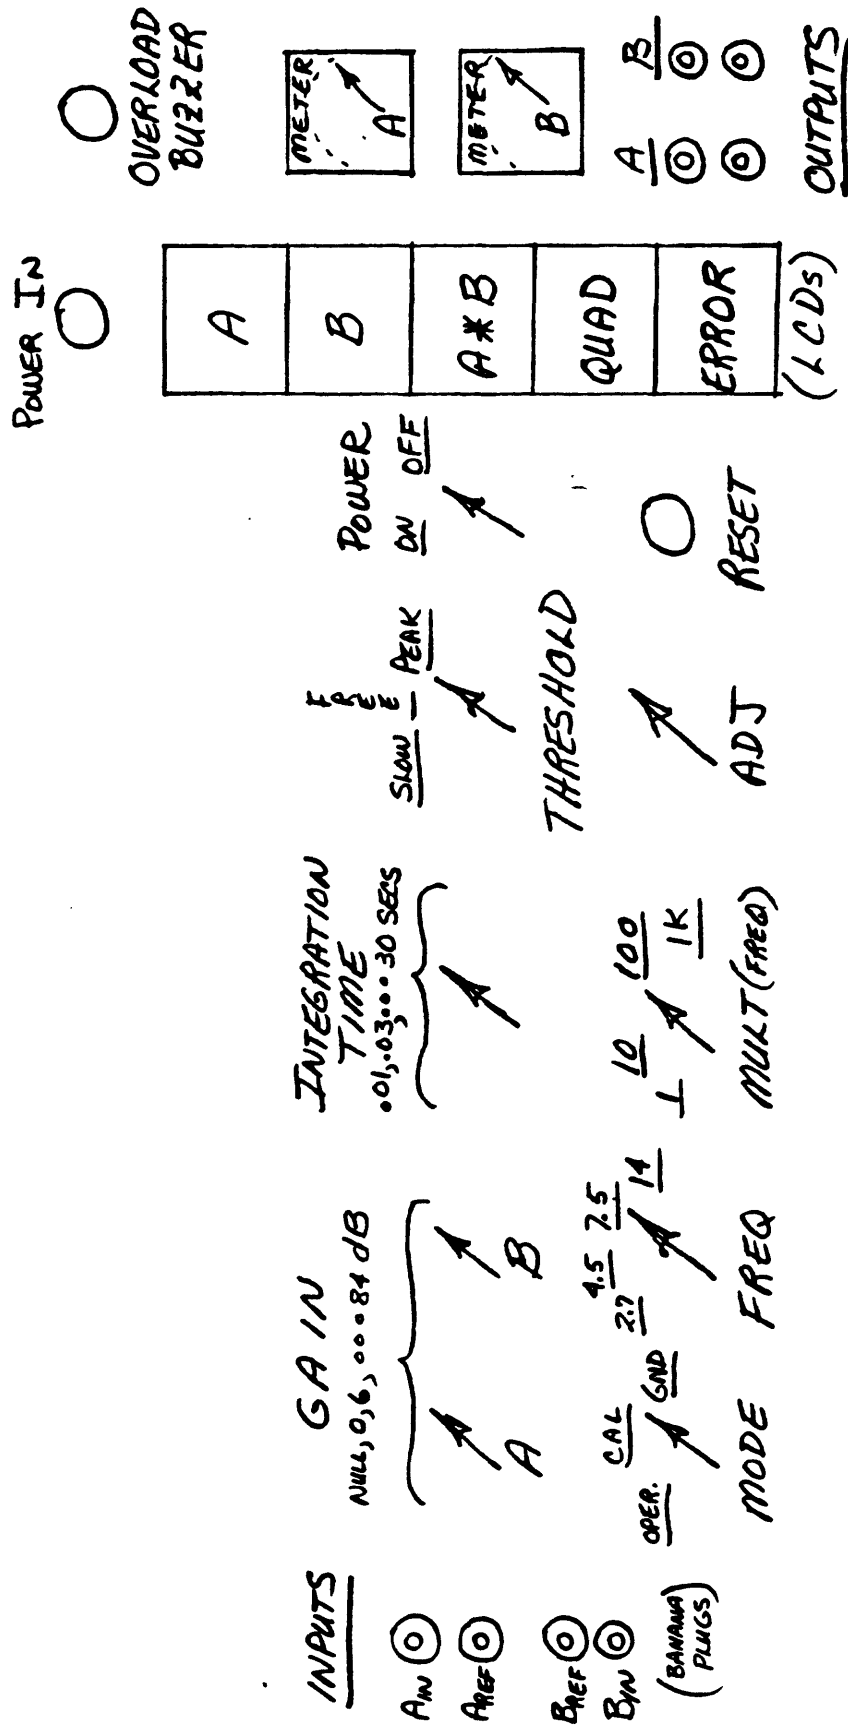 INPUTS
AIN
AREF
BREF
BIN
(BANANA
PLUGS)
GAIN
NULL, 0, 6, ... 84 dB
A
B
OPER.
CAL
GND
MODE
2.7
4.5
7.5
14
FREQ
INTEGRATION
TIME
.01, .03, ... 30 SECS
1
10
100
1K
MULT (FREQ)
SLOW
FREE
PEAK
THRESHOLD
ADJ
POWER
ON
OFF
RESET
POWER IN
A
B
A*B
QUAD
ERROR
(LCDs)
OVERLOAD
BUZZER
METER
A
METER
B
A
B
OUTPUTS